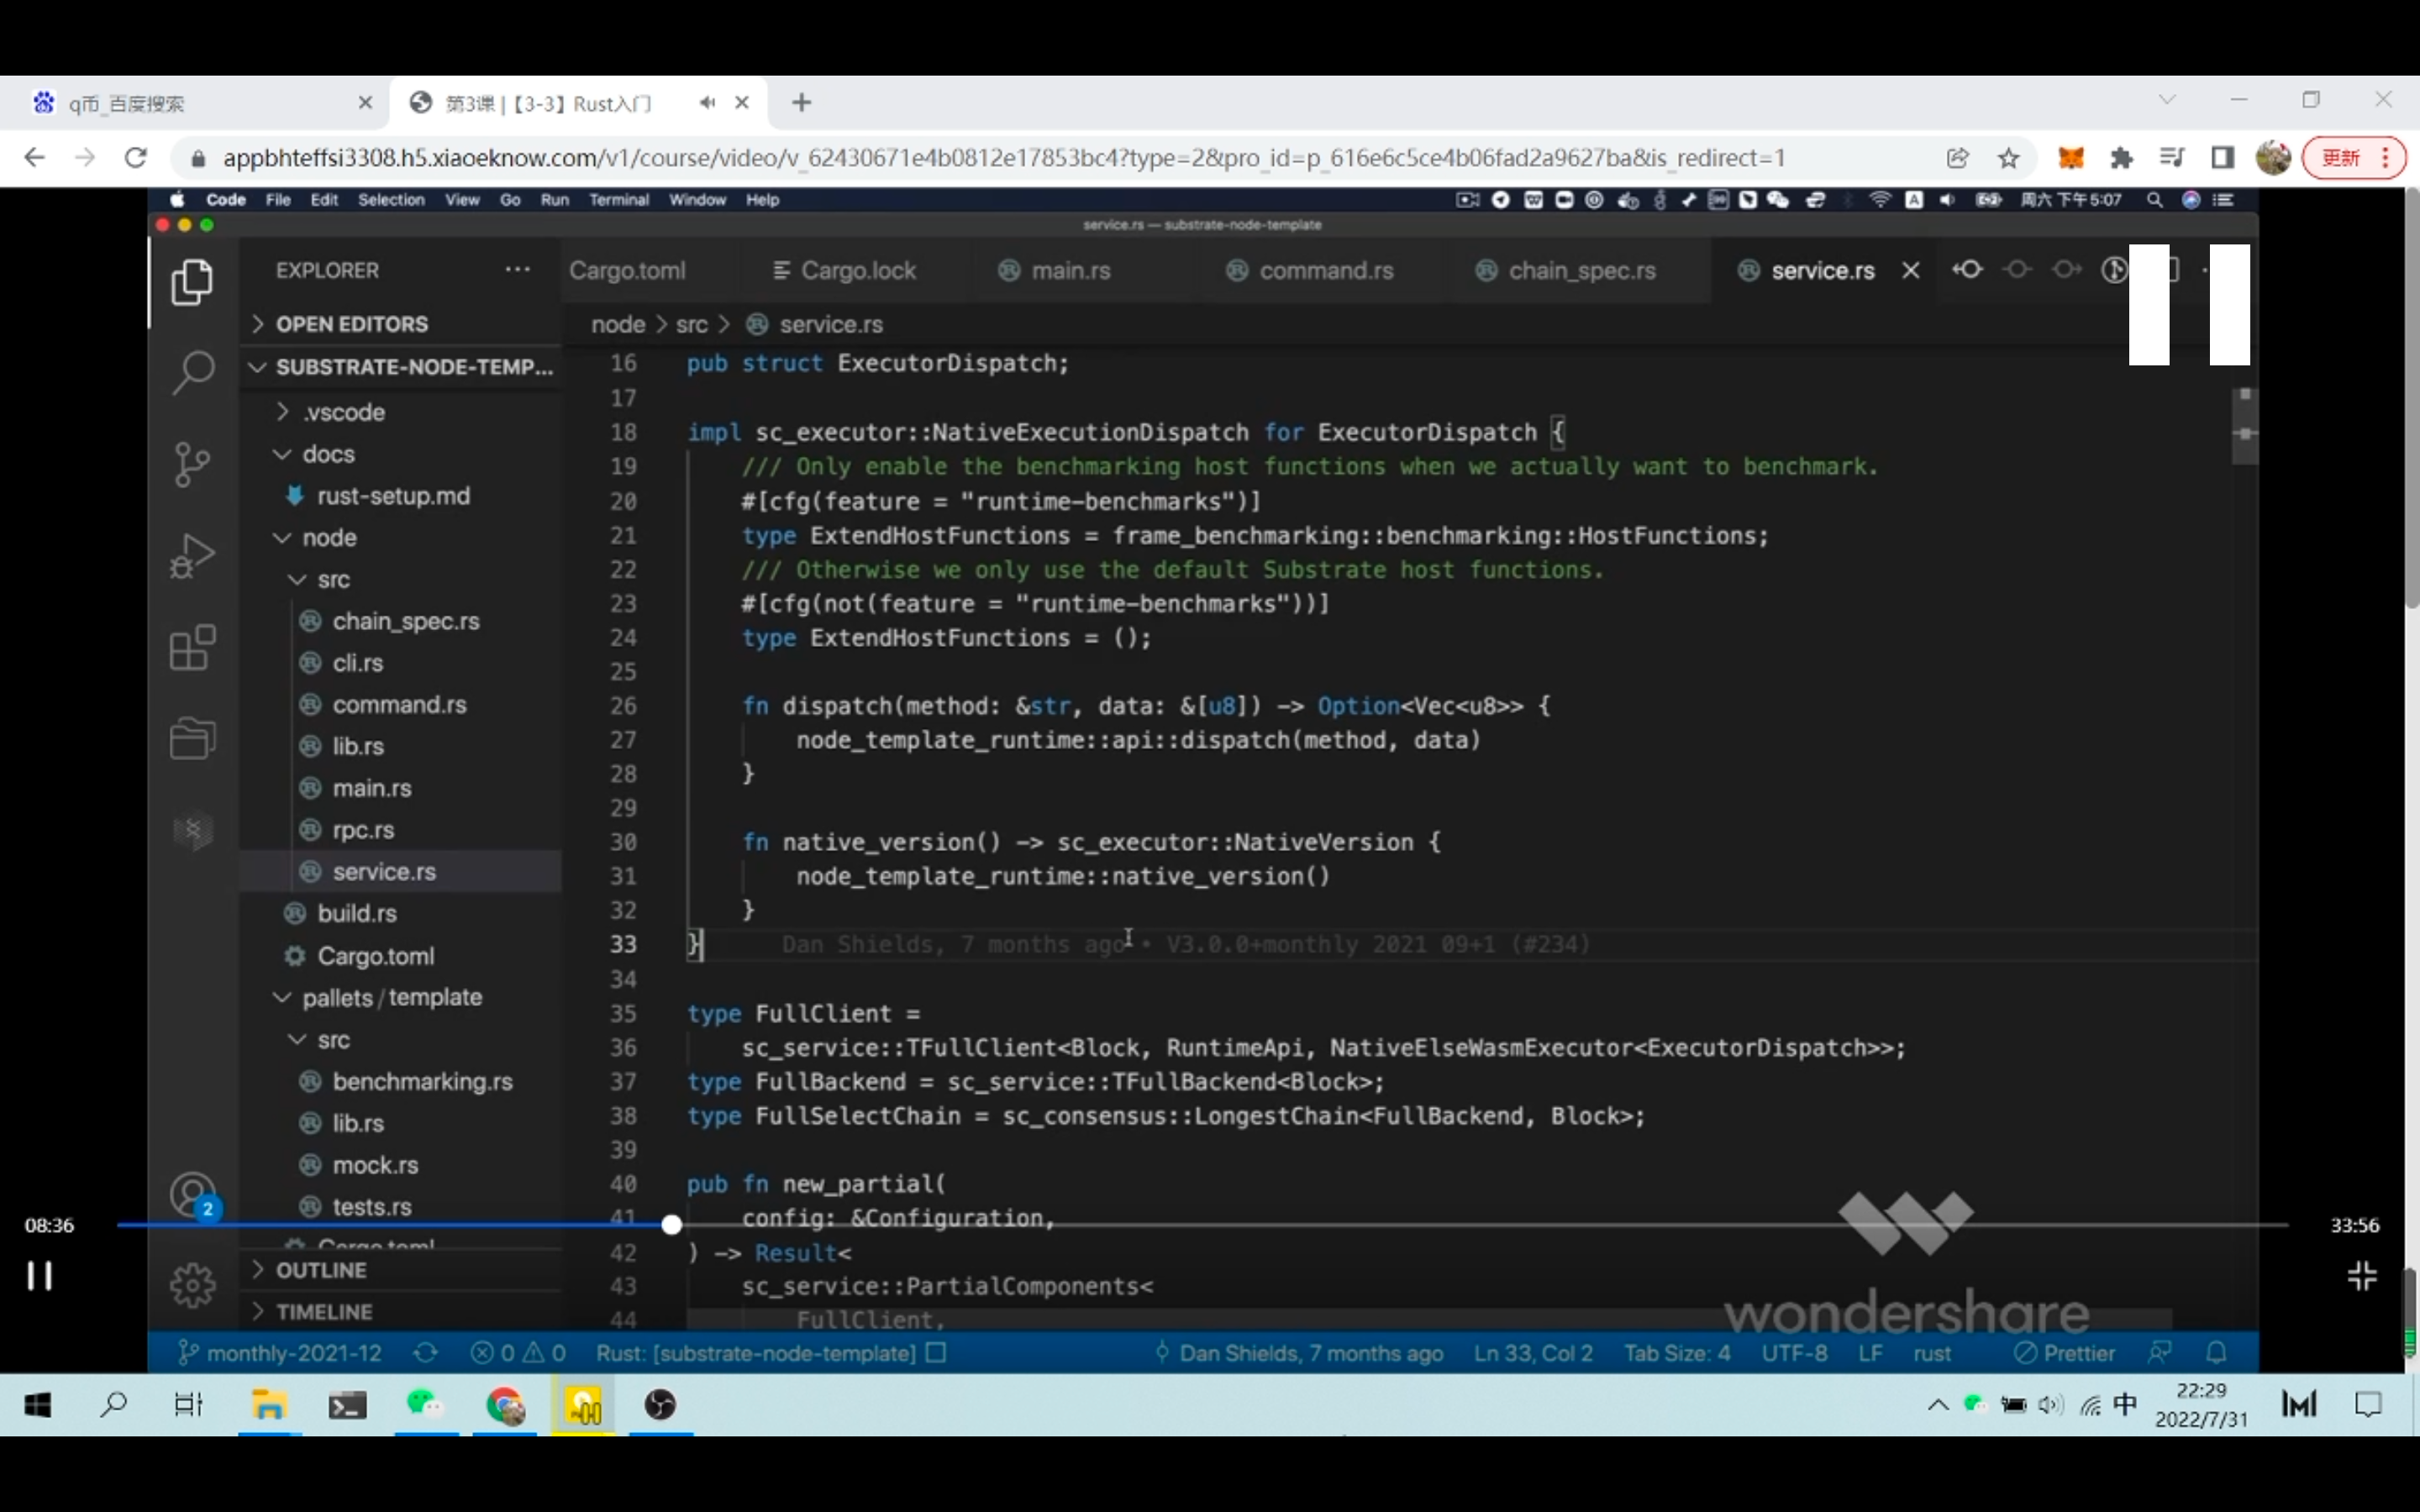 q币_百度搜索
第3课 |【3-3】Rust入门
appbhteffsi3308.h5.xiaoeknow.com/v1/course/video/v_62430671e4b0812e17853bc4?type=2&pro_id=p_616e6c5ce4b06fad2a9627ba&is_redirect=1
更新
Code File Edit Selection View Go Run Terminal Window Help
周六下午5:07
service.rs — substrate-node-template
EXPLORER
Cargo.toml
Cargo.lock
main.rs
command.rs
chain_spec.rs
service.rs
OPEN EDITORS
node > src > service.rs
SUBSTRATE-NODE-TEMP...
.vscode
docs
rust-setup.md
node
src
chain_spec.rs
cli.rs
command.rs
lib.rs
main.rs
rpc.rs
service.rs
build.rs
Cargo.toml
pallets / template
src
benchmarking.rs
lib.rs
mock.rs
tests.rs
Cargo.toml
OUTLINE
TIMELINE
16 pub struct ExecutorDispatch;
17
18 impl sc_executor::NativeExecutionDispatch for ExecutorDispatch {
19 /// Only enable the benchmarking host functions when we actually want to benchmark.
20 #[cfg(feature = "runtime-benchmarks")]
21 type ExtendHostFunctions = frame_benchmarking::benchmarking::HostFunctions;
22 /// Otherwise we only use the default Substrate host functions.
23 #[cfg(not(feature = "runtime-benchmarks"))]
24 type ExtendHostFunctions = ();
25
26 fn dispatch(method: &str, data: &[u8]) -> Option<Vec<u8>> {
27 node_template_runtime::api::dispatch(method, data)
28 }
29
30 fn native_version() -> sc_executor::NativeVersion {
31 node_template_runtime::native_version()
32 }
33 } Dan Shields, 7 months ago • V3.0.0+monthly 2021 09+1 (#234)
34
35 type FullClient =
36 sc_service::TFullClient<Block, RuntimeApi, NativeElseWasmExecutor<ExecutorDispatch>>;
37 type FullBackend = sc_service::TFullBackend<Block>;
38 type FullSelectChain = sc_consensus::LongestChain<FullBackend, Block>;
39
40 pub fn new_partial(
41 config: &Configuration,
42 ) -> Result<
43 sc_service::PartialComponents<
44 FullClient,
2
08:36
33:56
wondershare
monthly-2021-12 0 0 Rust: [substrate-node-template] Dan Shields, 7 months ago Ln 33, Col 2 Tab Size: 4 UTF-8 LF rust Prettier
中
22:29
2022/7/31